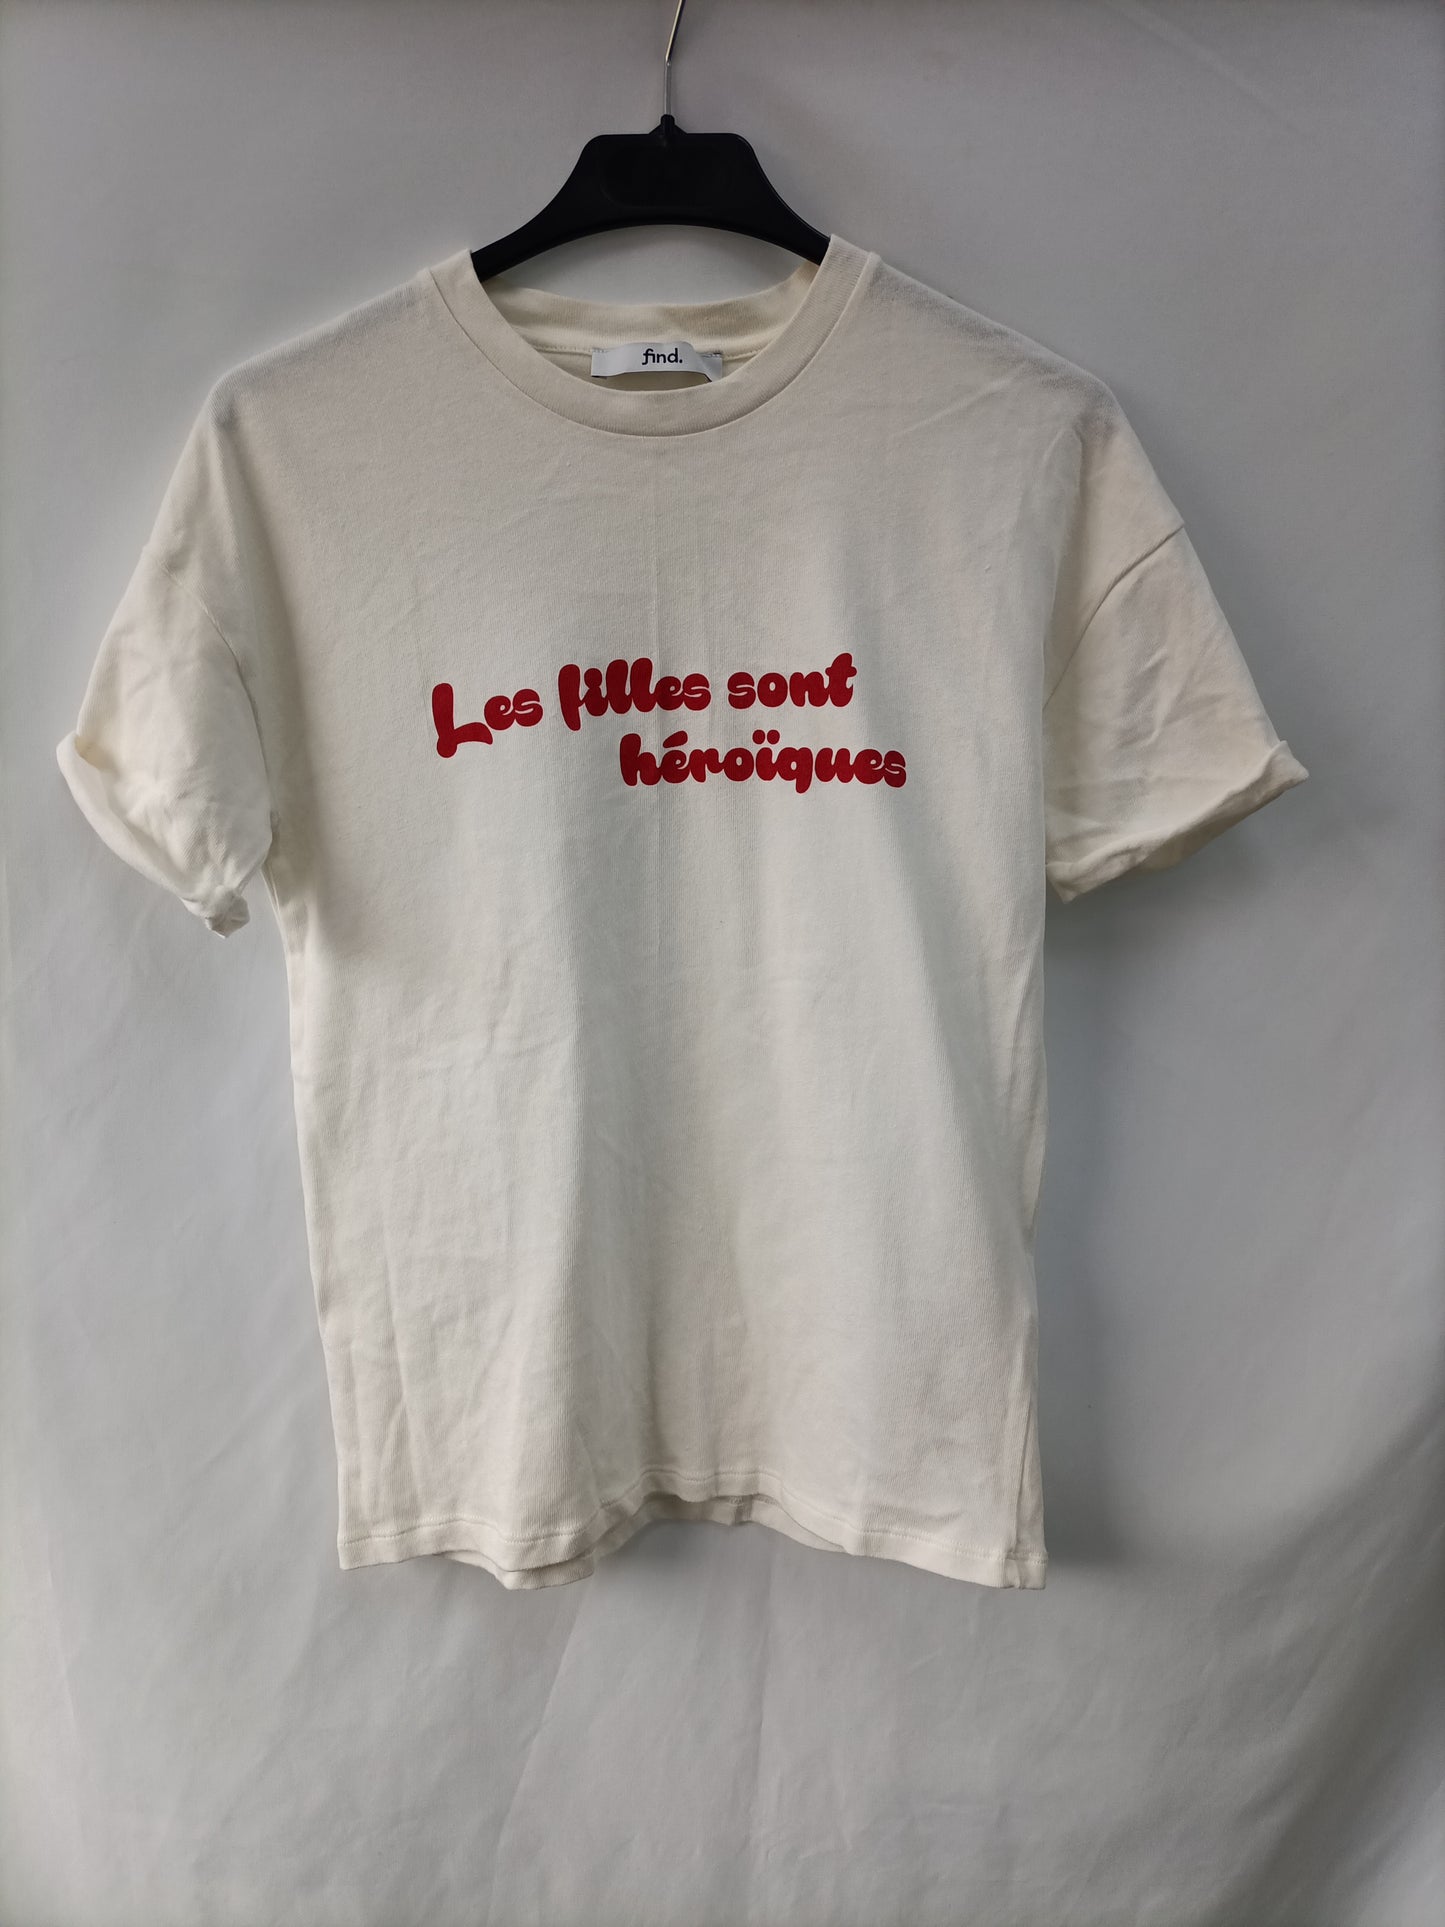 find.
Les filles sont
héroïques